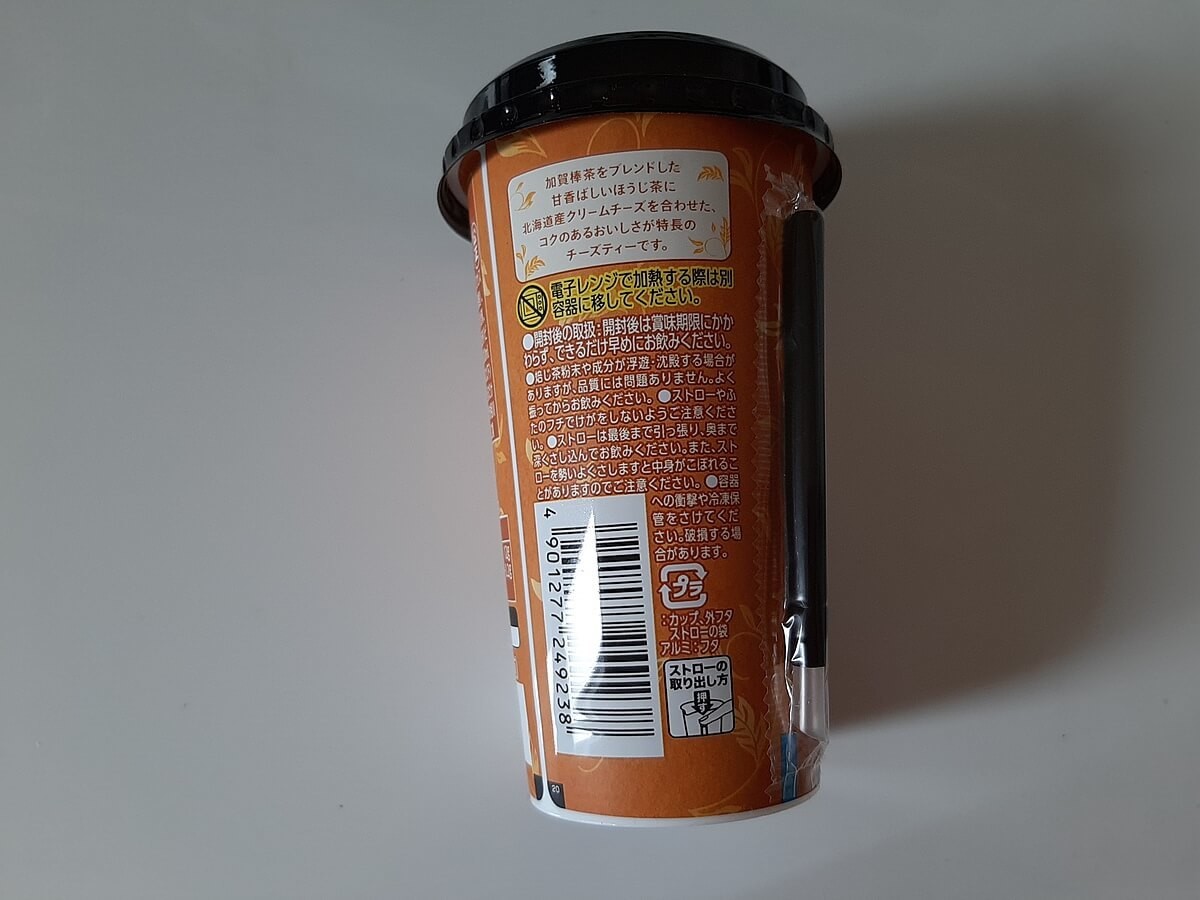 加賀棒茶をブレンドした
甘香ばしいほうじ茶に
北海道産クリームチーズを合わせた、
コクのあるおいしさが特長の
チーズティーです。
電子レンジで加熱する際は別
容器に移してください。
●開封後の取扱:開封後は賞味期限にかか
わらず、できるだけ早めにお飲みください。
●焙じ茶粉末や成分が浮遊・沈殿する場合が
ありますが、品質には問題ありません。よく
振ってからお飲みください。 ●ストローやふ
たのフチでけがをしないようご注意くださ
い。●ストローは最後まで引っ張り、奥まで
深くさし込んでお飲みください。また、スト
ローを勢いよくさしますと中身がこぼれるこ
とがありますのでご注意ください。 ●容器
への衝撃や冷凍保
管をさけてくだ
さい。破損する場
合があります。
プラ
:カップ、外フタ
ストローの袋
アルミ:フタ
ストローの
取り出し方
押す
4 901277 249238
20